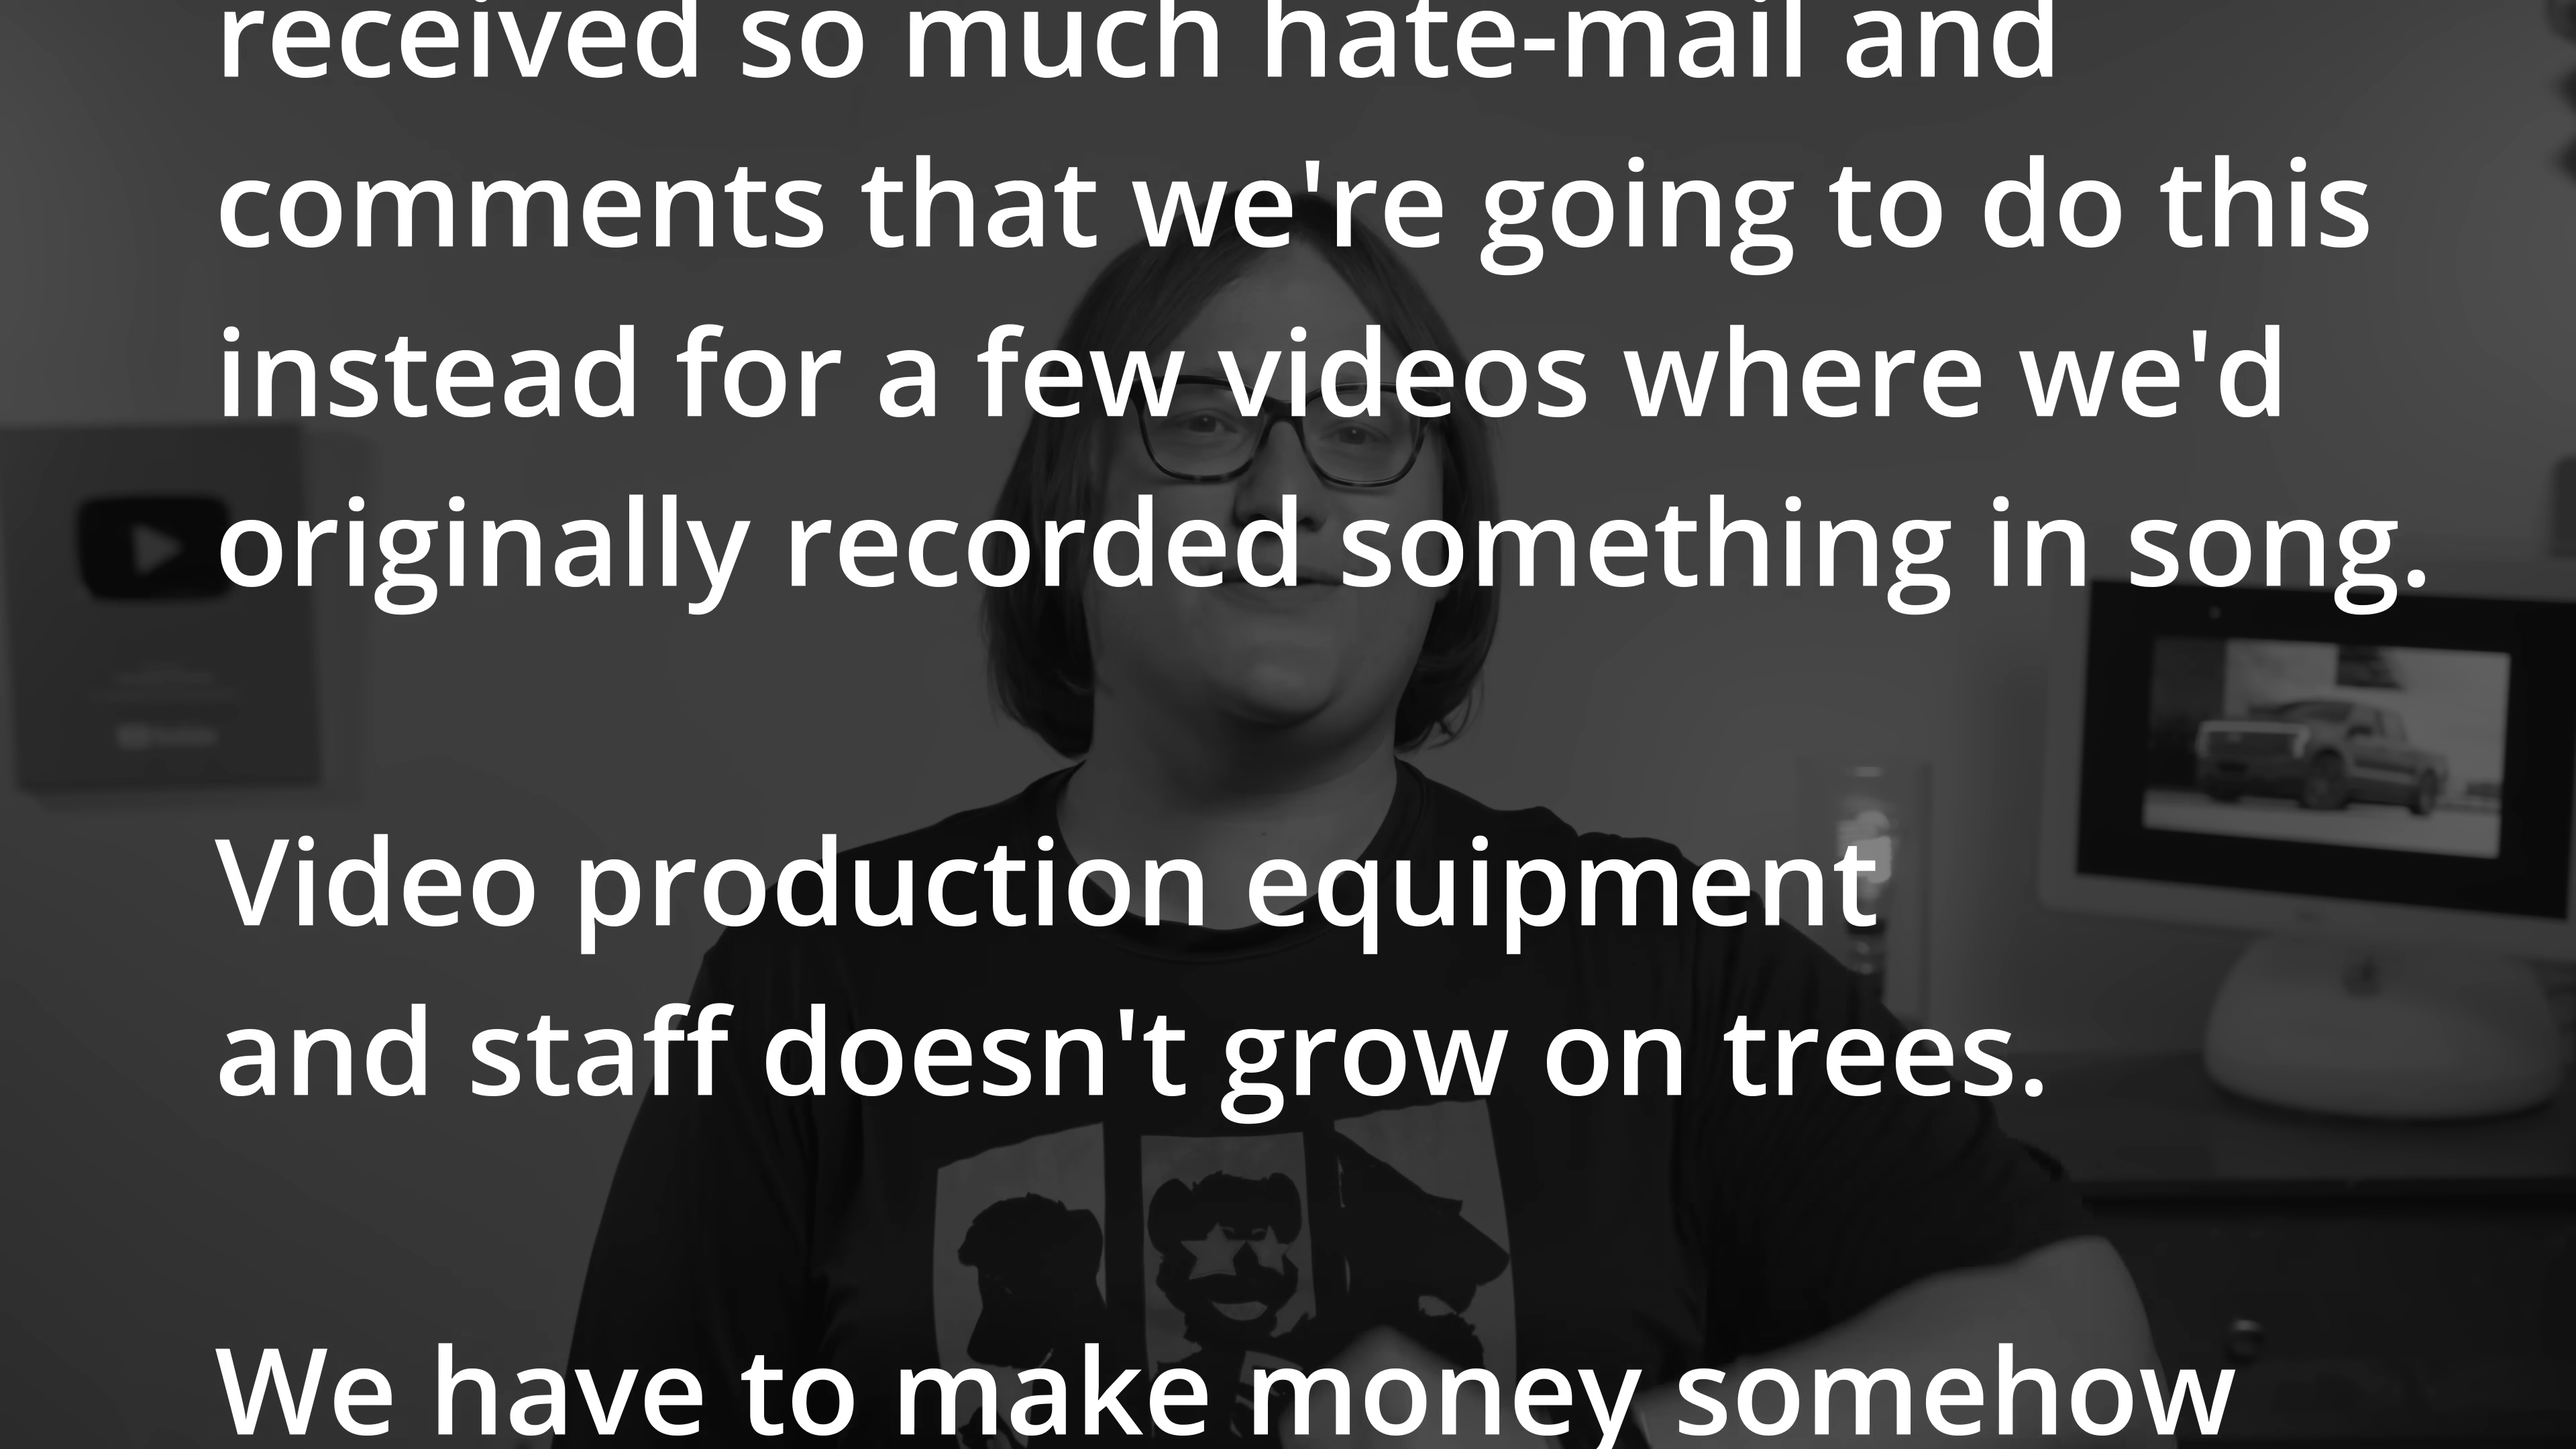 received so much hate-mail and
comments that we're going to do this
instead for a few videos where we'd
originally recorded something in song.
Video production equipment
and staff doesn't grow on trees.
We have to make money somehow